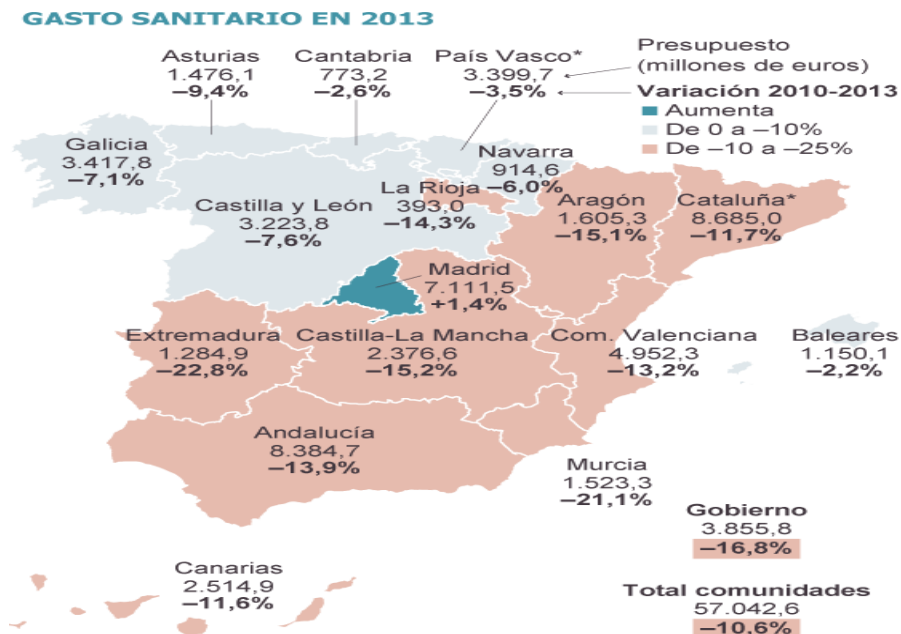 GASTO SANITARIO EN 2013
Asturias
1.476,1
–9,4%
Cantabria
773,2
–2,6%
País Vasco*
3.399,7
–3,5%
Presupuesto
(millones de euros)
Variación 2010-2013
Aumenta
De 0 a –10%
De –10 a –25%
Galicia
3.417,8
–7,1%
Navarra
914,6
–6,0%
La Rioja
393,0
–14,3%
Castilla y León
3.223,8
–7,6%
Aragón
1.605,3
–15,1%
Cataluña*
8.685,0
–11,7%
Madrid
7.111,5
+1,4%
Extremadura
1.284,9
–22,8%
Castilla-La Mancha
2.376,6
–15,2%
Com. Valenciana
4.952,3
–13,2%
Baleares
1.150,1
–2,2%
Andalucía
8.384,7
–13,9%
Murcia
1.523,3
–21,1%
Gobierno
3.855,8
–16,8%
Canarias
2.514,9
–11,6%
Total comunidades
57.042,6
–10,6%